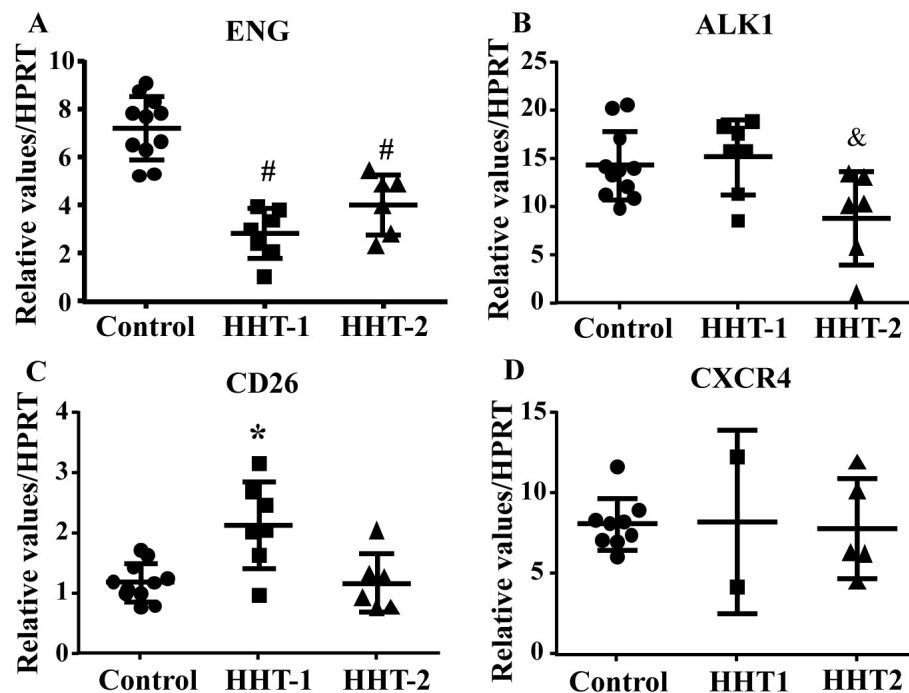 A
ENG
Relative values/HPRT
10
8
6
4
2
0
#
#
Control HHT-1 HHT-2
B
ALK1
Relative values/HPRT
25
20
15
10
5
0
&
Control HHT-1 HHT-2
C
CD26
Relative values/HPRT
4
3
2
1
0
*
Control HHT-1 HHT-2
D
CXCR4
Relative values/HPRT
15
10
5
0
Control HHT1 HHT2